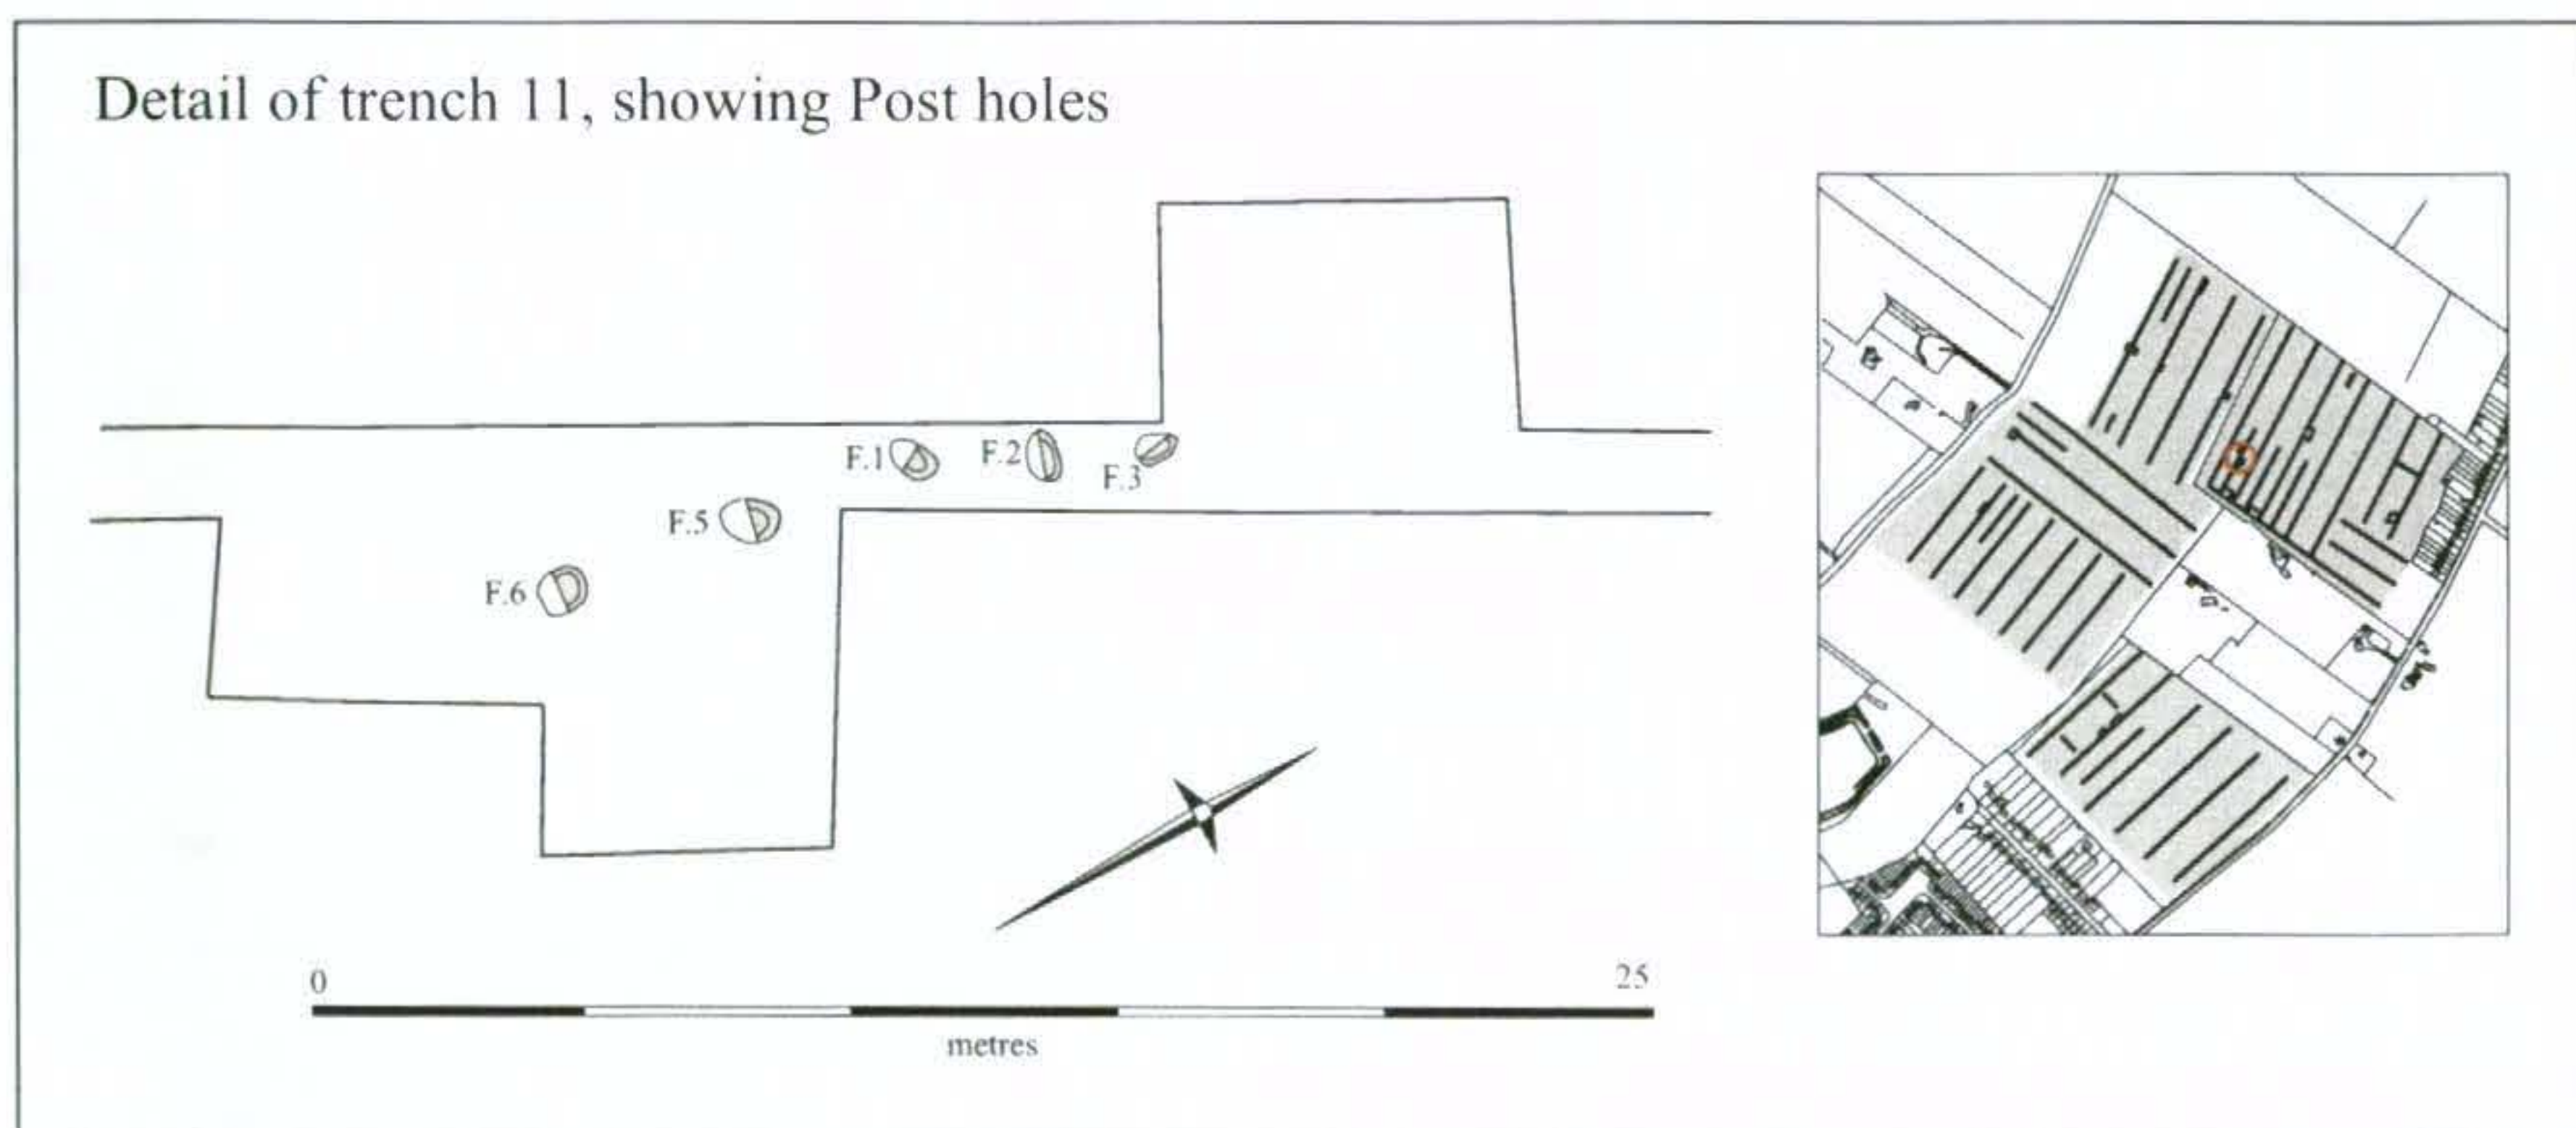 Detail of trench 11, showing Post holes
F.1
F.2
F.3
F.5
F.6
0
25
metres